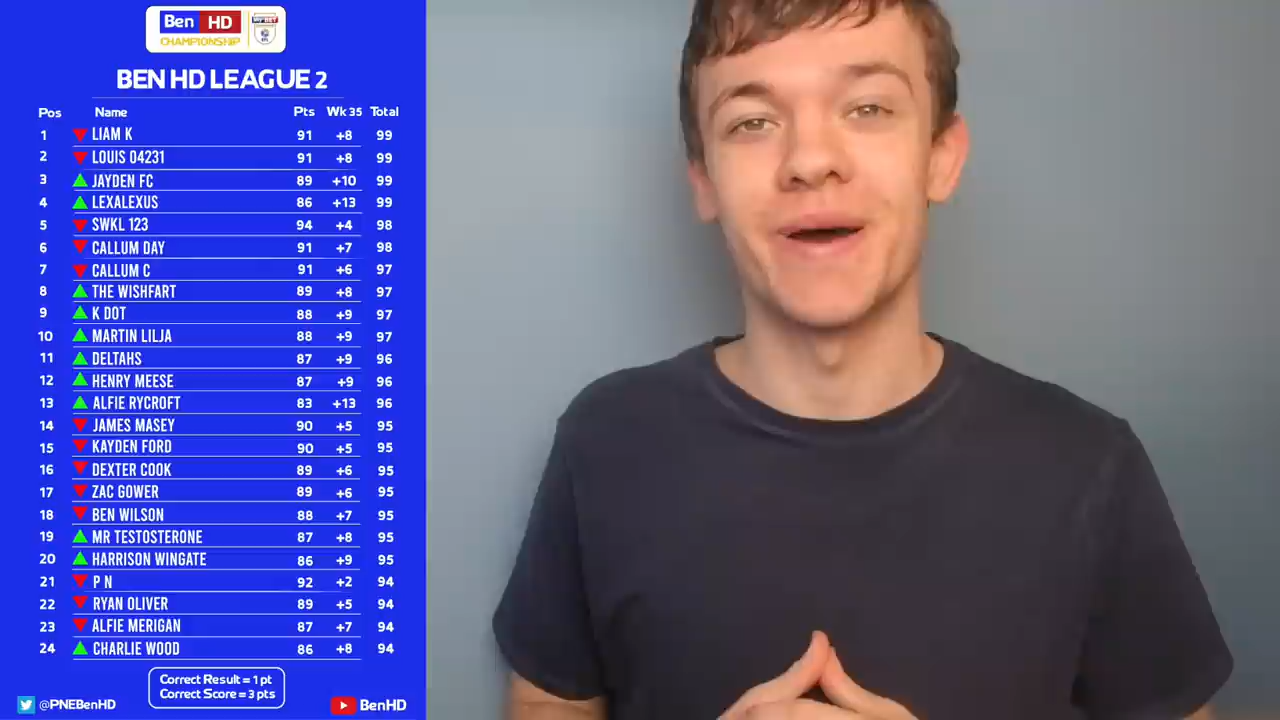 Ben HD
CHAMPIONSHIP
SKY BET
EFL
BEN HD LEAGUE 2
Pos Name Pts Wk 35 Total
1 LIAM K 91 +8 99
2 LOUIS 04231 91 +8 99
3 JAYDEN FC 89 +10 99
4 LEXALEXUS 86 +13 99
5 SWKL 123 94 +4 98
6 CALLUM DAY 91 +7 98
7 CALLUM C 91 +6 97
8 THE WISHFART 89 +8 97
9 K DOT 88 +9 97
10 MARTIN LILJA 88 +9 97
11 DELTAHS 87 +9 96
12 HENRY MEESE 87 +9 96
13 ALFIE RYCROFT 83 +13 96
14 JAMES MASEY 90 +5 95
15 KAYDEN FORD 90 +5 95
16 DEXTER COOK 89 +6 95
17 ZAC GOWER 89 +6 95
18 BEN WILSON 88 +7 95
19 MR TESTOSTERONE 87 +8 95
20 HARRISON WINGATE 86 +9 95
21 P N 92 +2 94
22 RYAN OLIVER 89 +5 94
23 ALFIE MERIGAN 87 +7 94
24 CHARLIE WOOD 86 +8 94
Correct Result = 1 pt
Correct Score = 3 pts
@PNEBenHD
BenHD